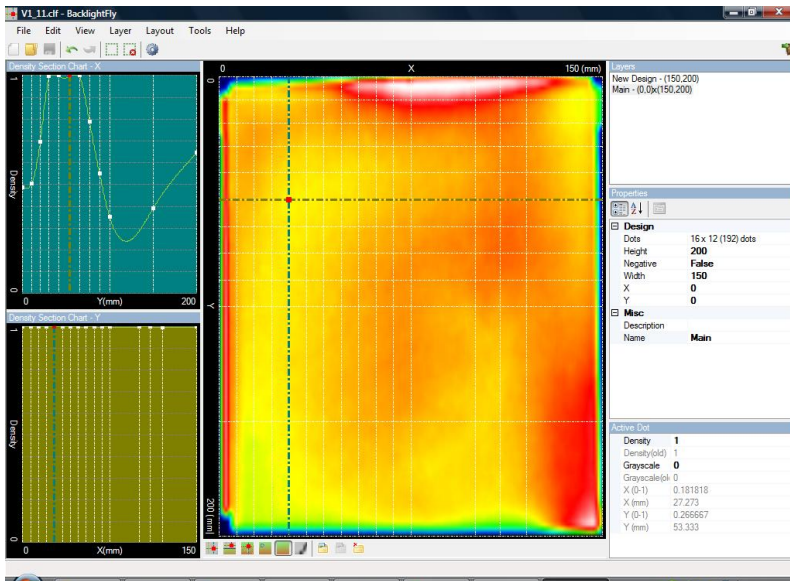 V1_11.clf - BacklightFly
File Edit View Layer Layout Tools Help
Density Section Chart - X
1
Density
0
0 Y(mm) 200
Density Section Chart - Y
1
Density
0
0 X(mm) 150
0 X 150 (mm)
0
Y
200 (mm)
Layers
New Design - (150,200)
Main - (0,0)x(150,200)
Properties
Design
Dots 16 x 12 (192) dots
Height 200
Negative False
Width 150
X 0
Y 0
Misc
Description
Name Main
Active Dot
Density 1
Density(old) 1
Grayscale 0
Grayscale(ol 0
X (0-1) 0.181818
X (mm) 27.273
Y (0-1) 0.266667
Y (mm) 53.333